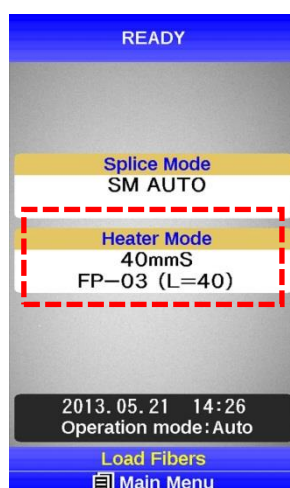 READY
Splice Mode
SM AUTO
Heater Mode
40mmS
FP-03 (L=40)
2013.05.21 14:26
Operation mode:Auto
Load Fibers
Main Menu